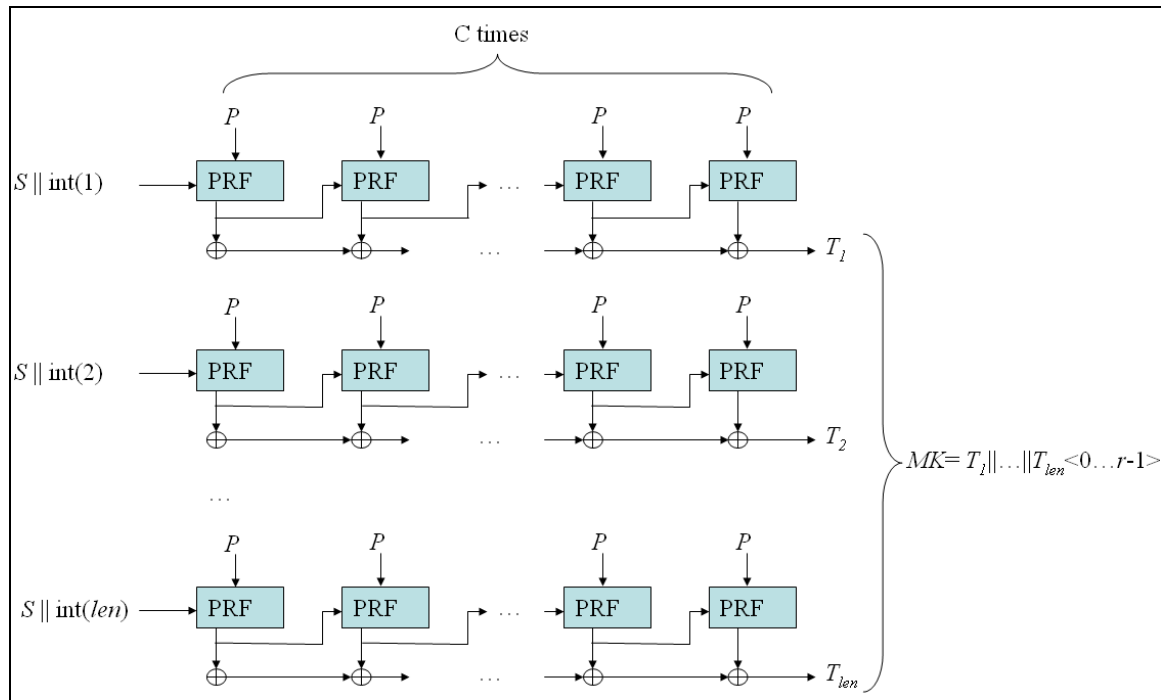 C times
P P P P
S || int(1) PRF PRF … PRF PRF
… T1
P P P P
S || int(2) PRF PRF … PRF PRF
… T2
MK= T1||…||Tlen<0…r-1>
…
P P P P
S || int(len) PRF PRF … PRF PRF
… Tlen